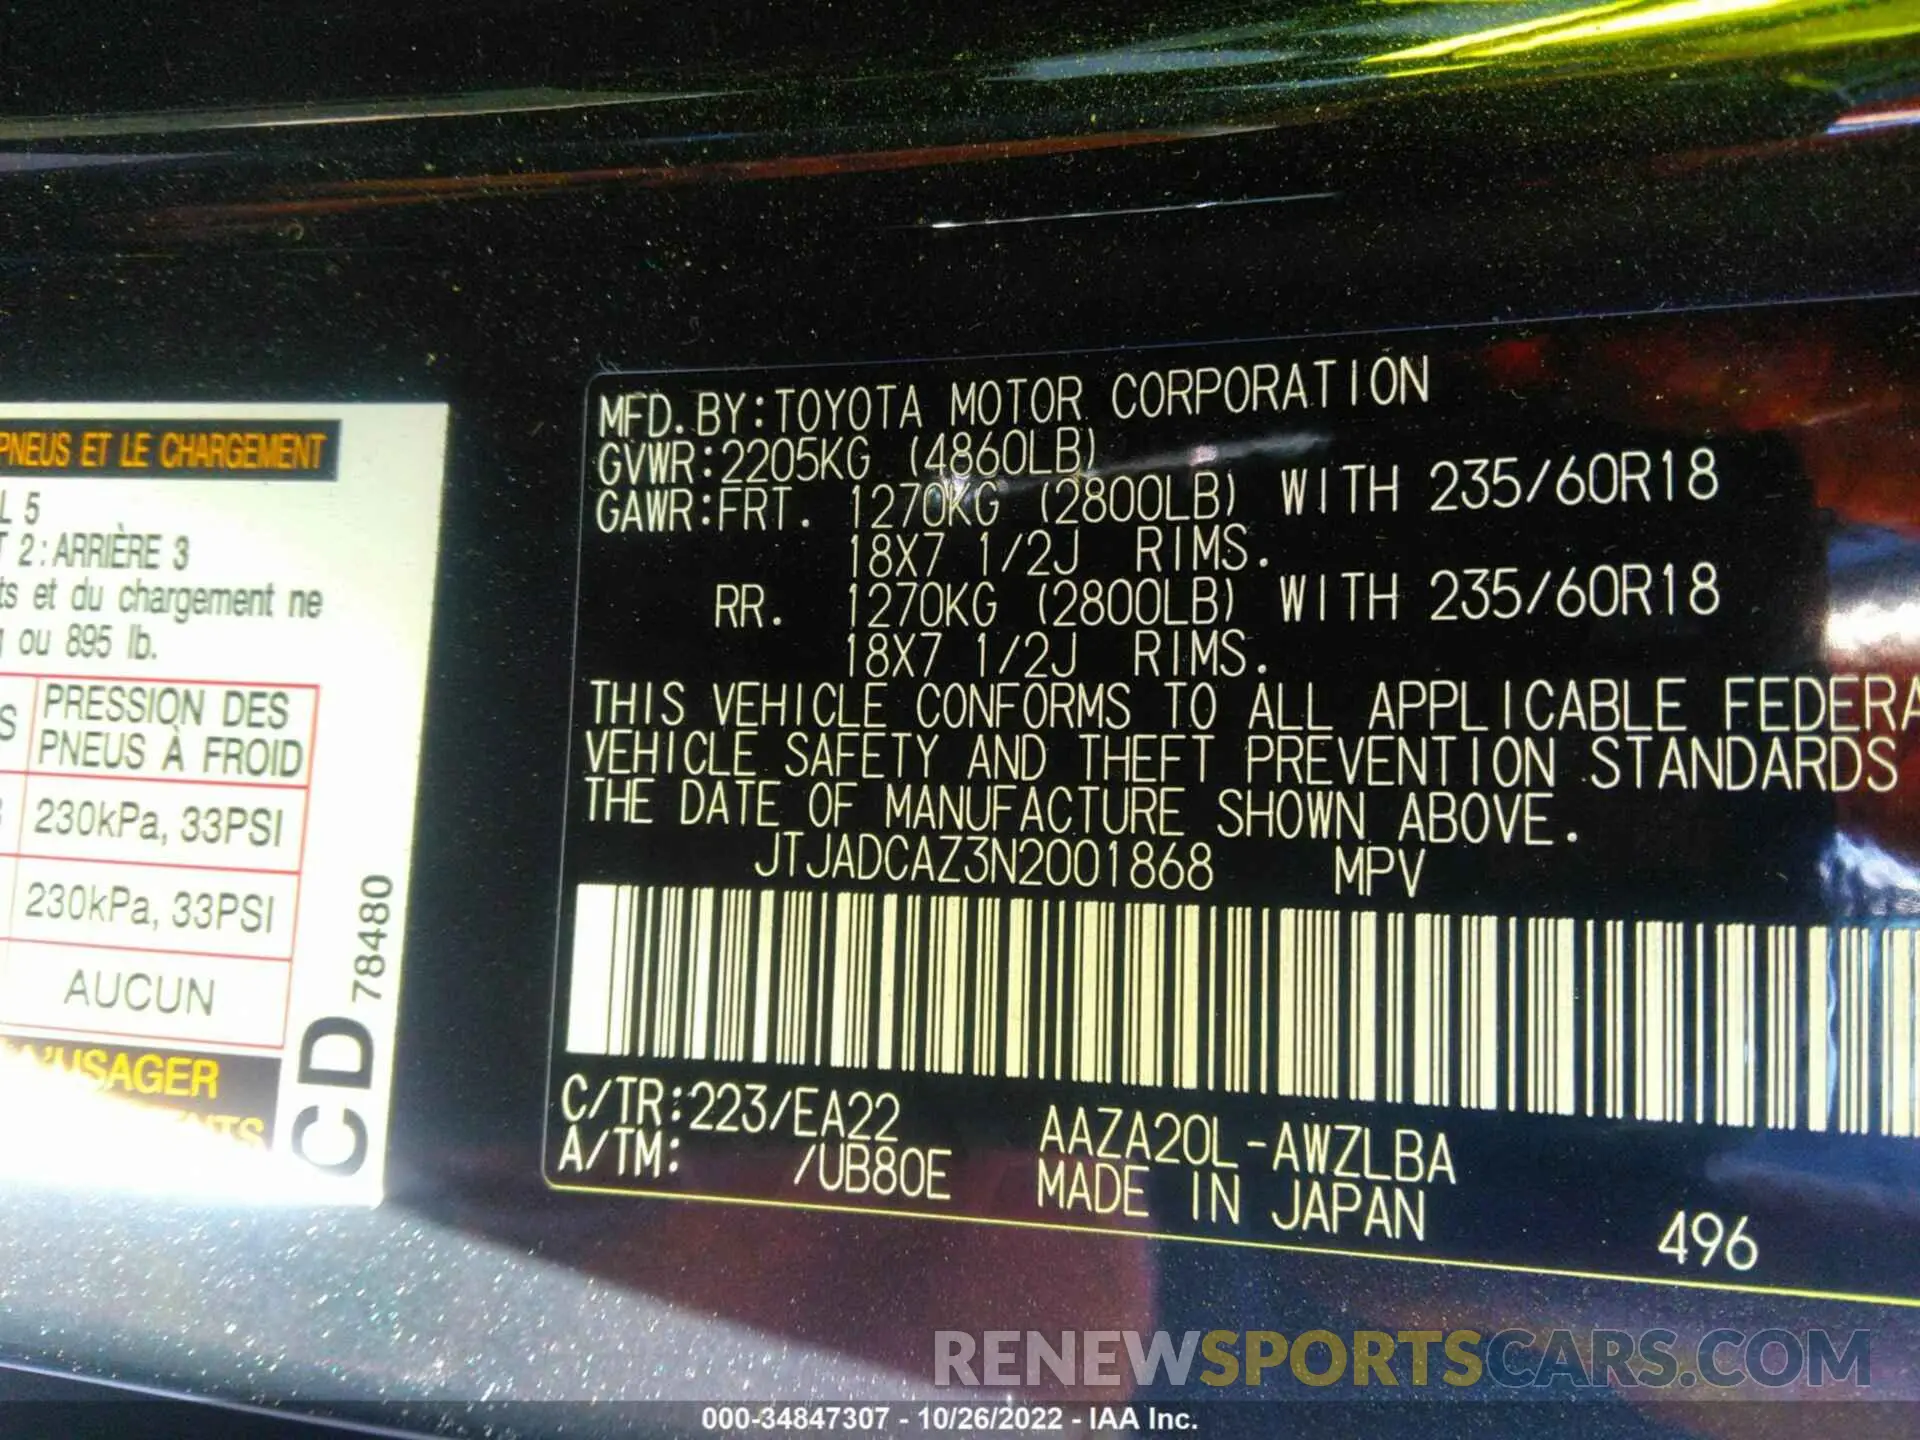 PNEUS ET LE CHARGEMENT
L 5
T 2 : ARRIÈRE 3
ts et du chargement ne
ou 895 lb.
S PRESSION DES
PNEUS À FROID
230kPa, 33PSI
230kPa, 33PSI
AUCUN
L'USAGER
CD 78480
MFD. BY:TOYOTA MOTOR CORPORATION
GVWR:2205KG (4860LB)
GAWR:FRT. 1270KG (2800LB) WITH 235/60R18
18X7 1/2J RIMS.
RR. 1270KG (2800LB) WITH 235/60R18
18X7 1/2J RIMS.
THIS VEHICLE CONFORMS TO ALL APPLICABLE FEDERA
VEHICLE SAFETY AND THEFT PREVENTION STANDARDS
THE DATE OF MANUFACTURE SHOWN ABOVE.
JTJADCAZ3N2001868 MPV
C/TR:223/EA22 AAZA20L-AWZLBA
A/TM: /UB80E MADE IN JAPAN
496
RENEWSPORTSCARS.COM
000-34847307 - 10/26/2022 - IAA Inc.